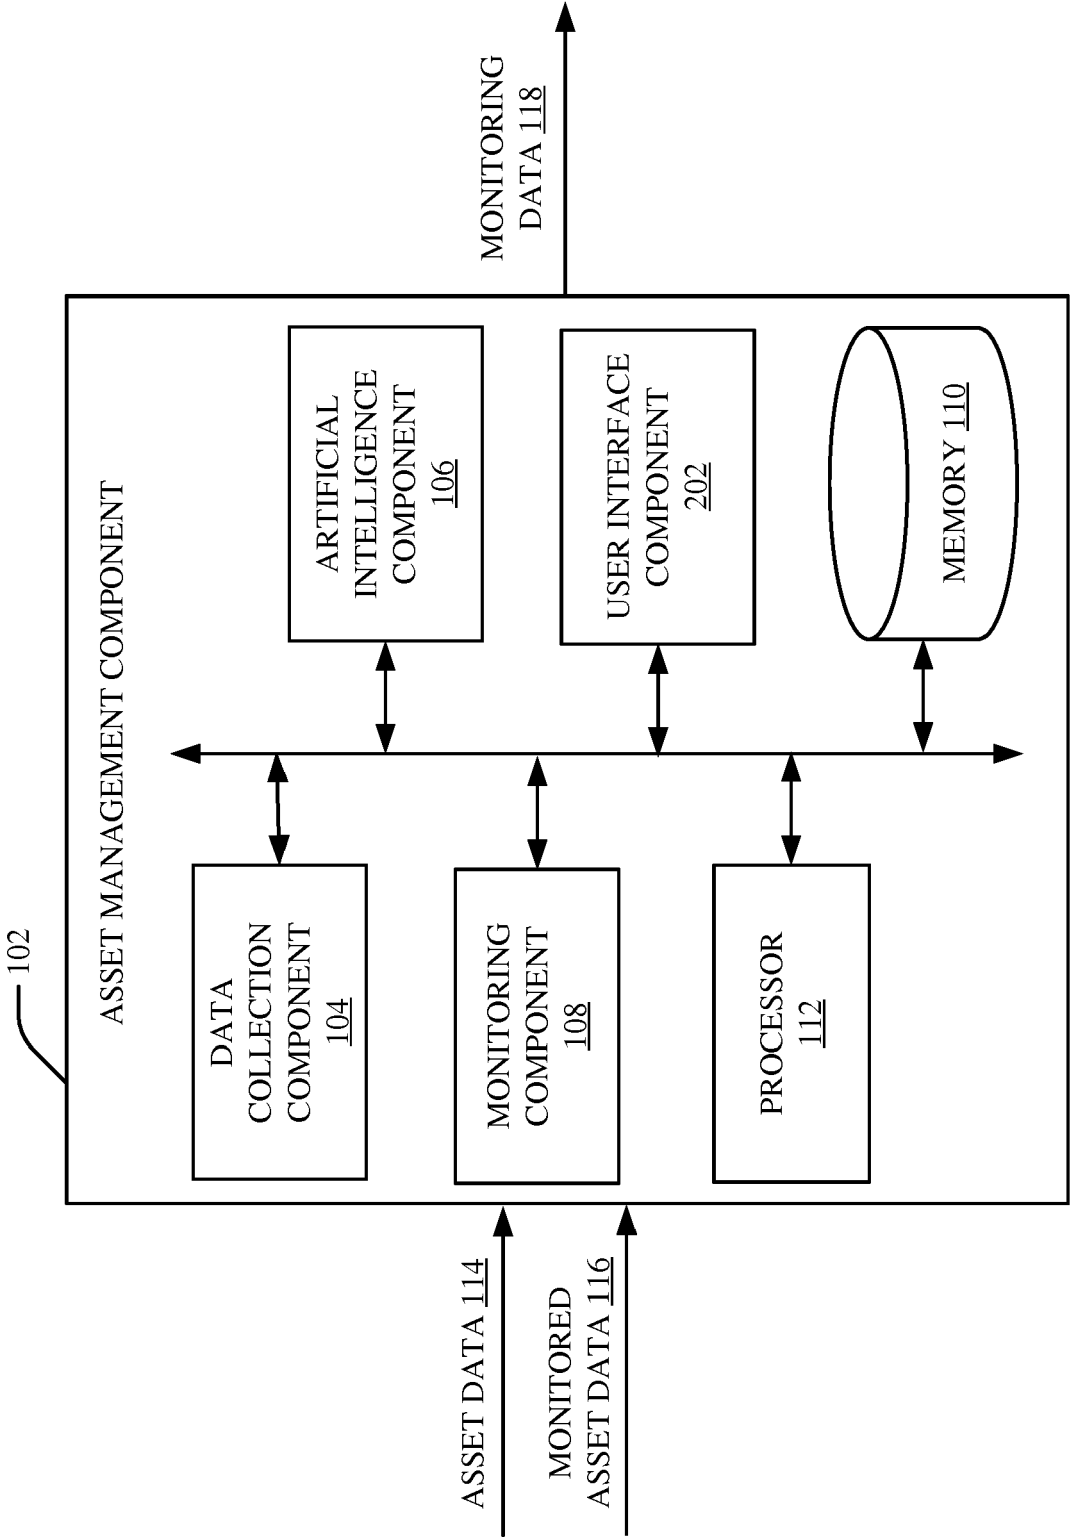 102
ASSET MANAGEMENT COMPONENT
DATA
COLLECTION
COMPONENT
104
ARTIFICIAL
INTELLIGENCE
COMPONENT
106
ASSET DATA 114
MONITORED
ASSET DATA 116
MONITORING
COMPONENT
108
USER INTERFACE
COMPONENT
202
MONITORING
DATA 118
PROCESSOR
112
MEMORY 110